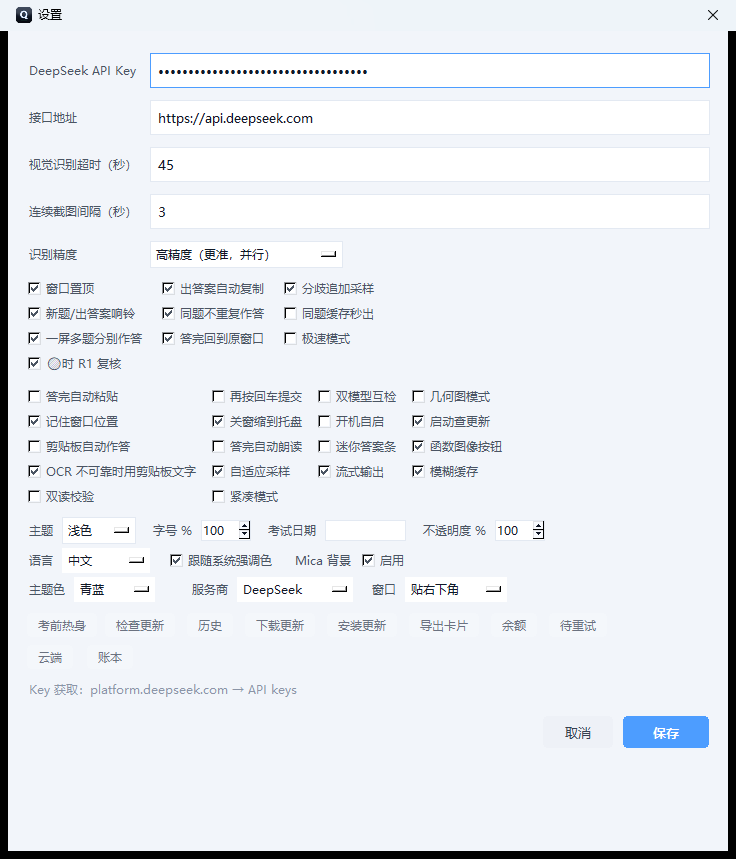 Q 设置
DeepSeek API Key ••••••••••••••••••••••••••••••••••
接口地址 https://api.deepseek.com
视觉识别超时（秒） 45
连续截图间隔（秒） 3
识别精度 高精度（更准，并行）
窗口置顶 出答案自动复制 分歧追加采样
新题/出答案响铃 同题不重复作答 同题缓存秒出
一屏多题分别作答 答完回到原窗口 极速模式
时 R1 复核
答完自动粘贴 再按回车提交 双模型互检 几何图模式
记住窗口位置 关窗缩到托盘 开机自启 启动查更新
剪贴板自动作答 答完自动朗读 迷你答案条 函数图像按钮
OCR 不可靠时用剪贴板文字 自适应采样 流式输出 模糊缓存
双读校验 紧凑模式
主题 浅色 字号 % 100 考试日期 不透明度 % 100
语言 中文 跟随系统强调色 Mica 背景 启用
主题色 青蓝 服务商 DeepSeek 窗口 贴右下角
考前热身 检查更新 历史 下载更新 安装更新 导出卡片 余额 待重试
云端 账本
Key 获取：platform.deepseek.com → API keys
取消 保存